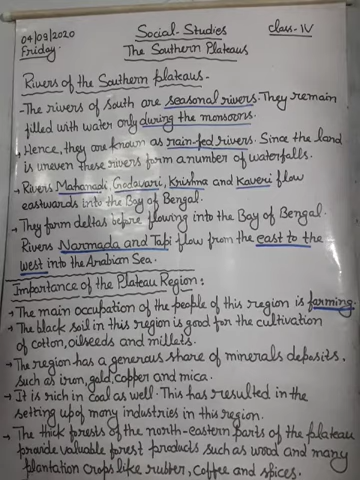 04/09/2020 Social-Studies Class-IV
Friday. The Southern Plateaus
Rivers of the Southern plateaus-
-The rivers of south are seasonal rivers. They remain
filled with water only during the monsoons.
→ Hence, they are known as rain-fed rivers. Since the land
is uneven these rivers form a number of waterfalls.
→ Rivers Mahanadi, Godavari, Krishna and Kaveri flow
eastwards into the Bay of Bengal.
→ They form deltas before flowing into the Bay of Bengal.
Rivers Narmada and Tapi flow from the east to the
west into the Arabian Sea.
Importance of the Plateau Region:
→ The main occupation of the people of this region is farming.
→ The black soil in this region is good for the cultivation
of cotton, oilseeds and millets.
→ The region has a generous share of minerals deposits,
such as iron, gold, copper and mica.
→ It is rich in coal as well. This has resulted in the
setting up of many industries in this region.
→ The thick forests of the north-eastern parts of the plateau
provide valuable forest products such as wood and many
plantation crops like rubber, coffee and spices.